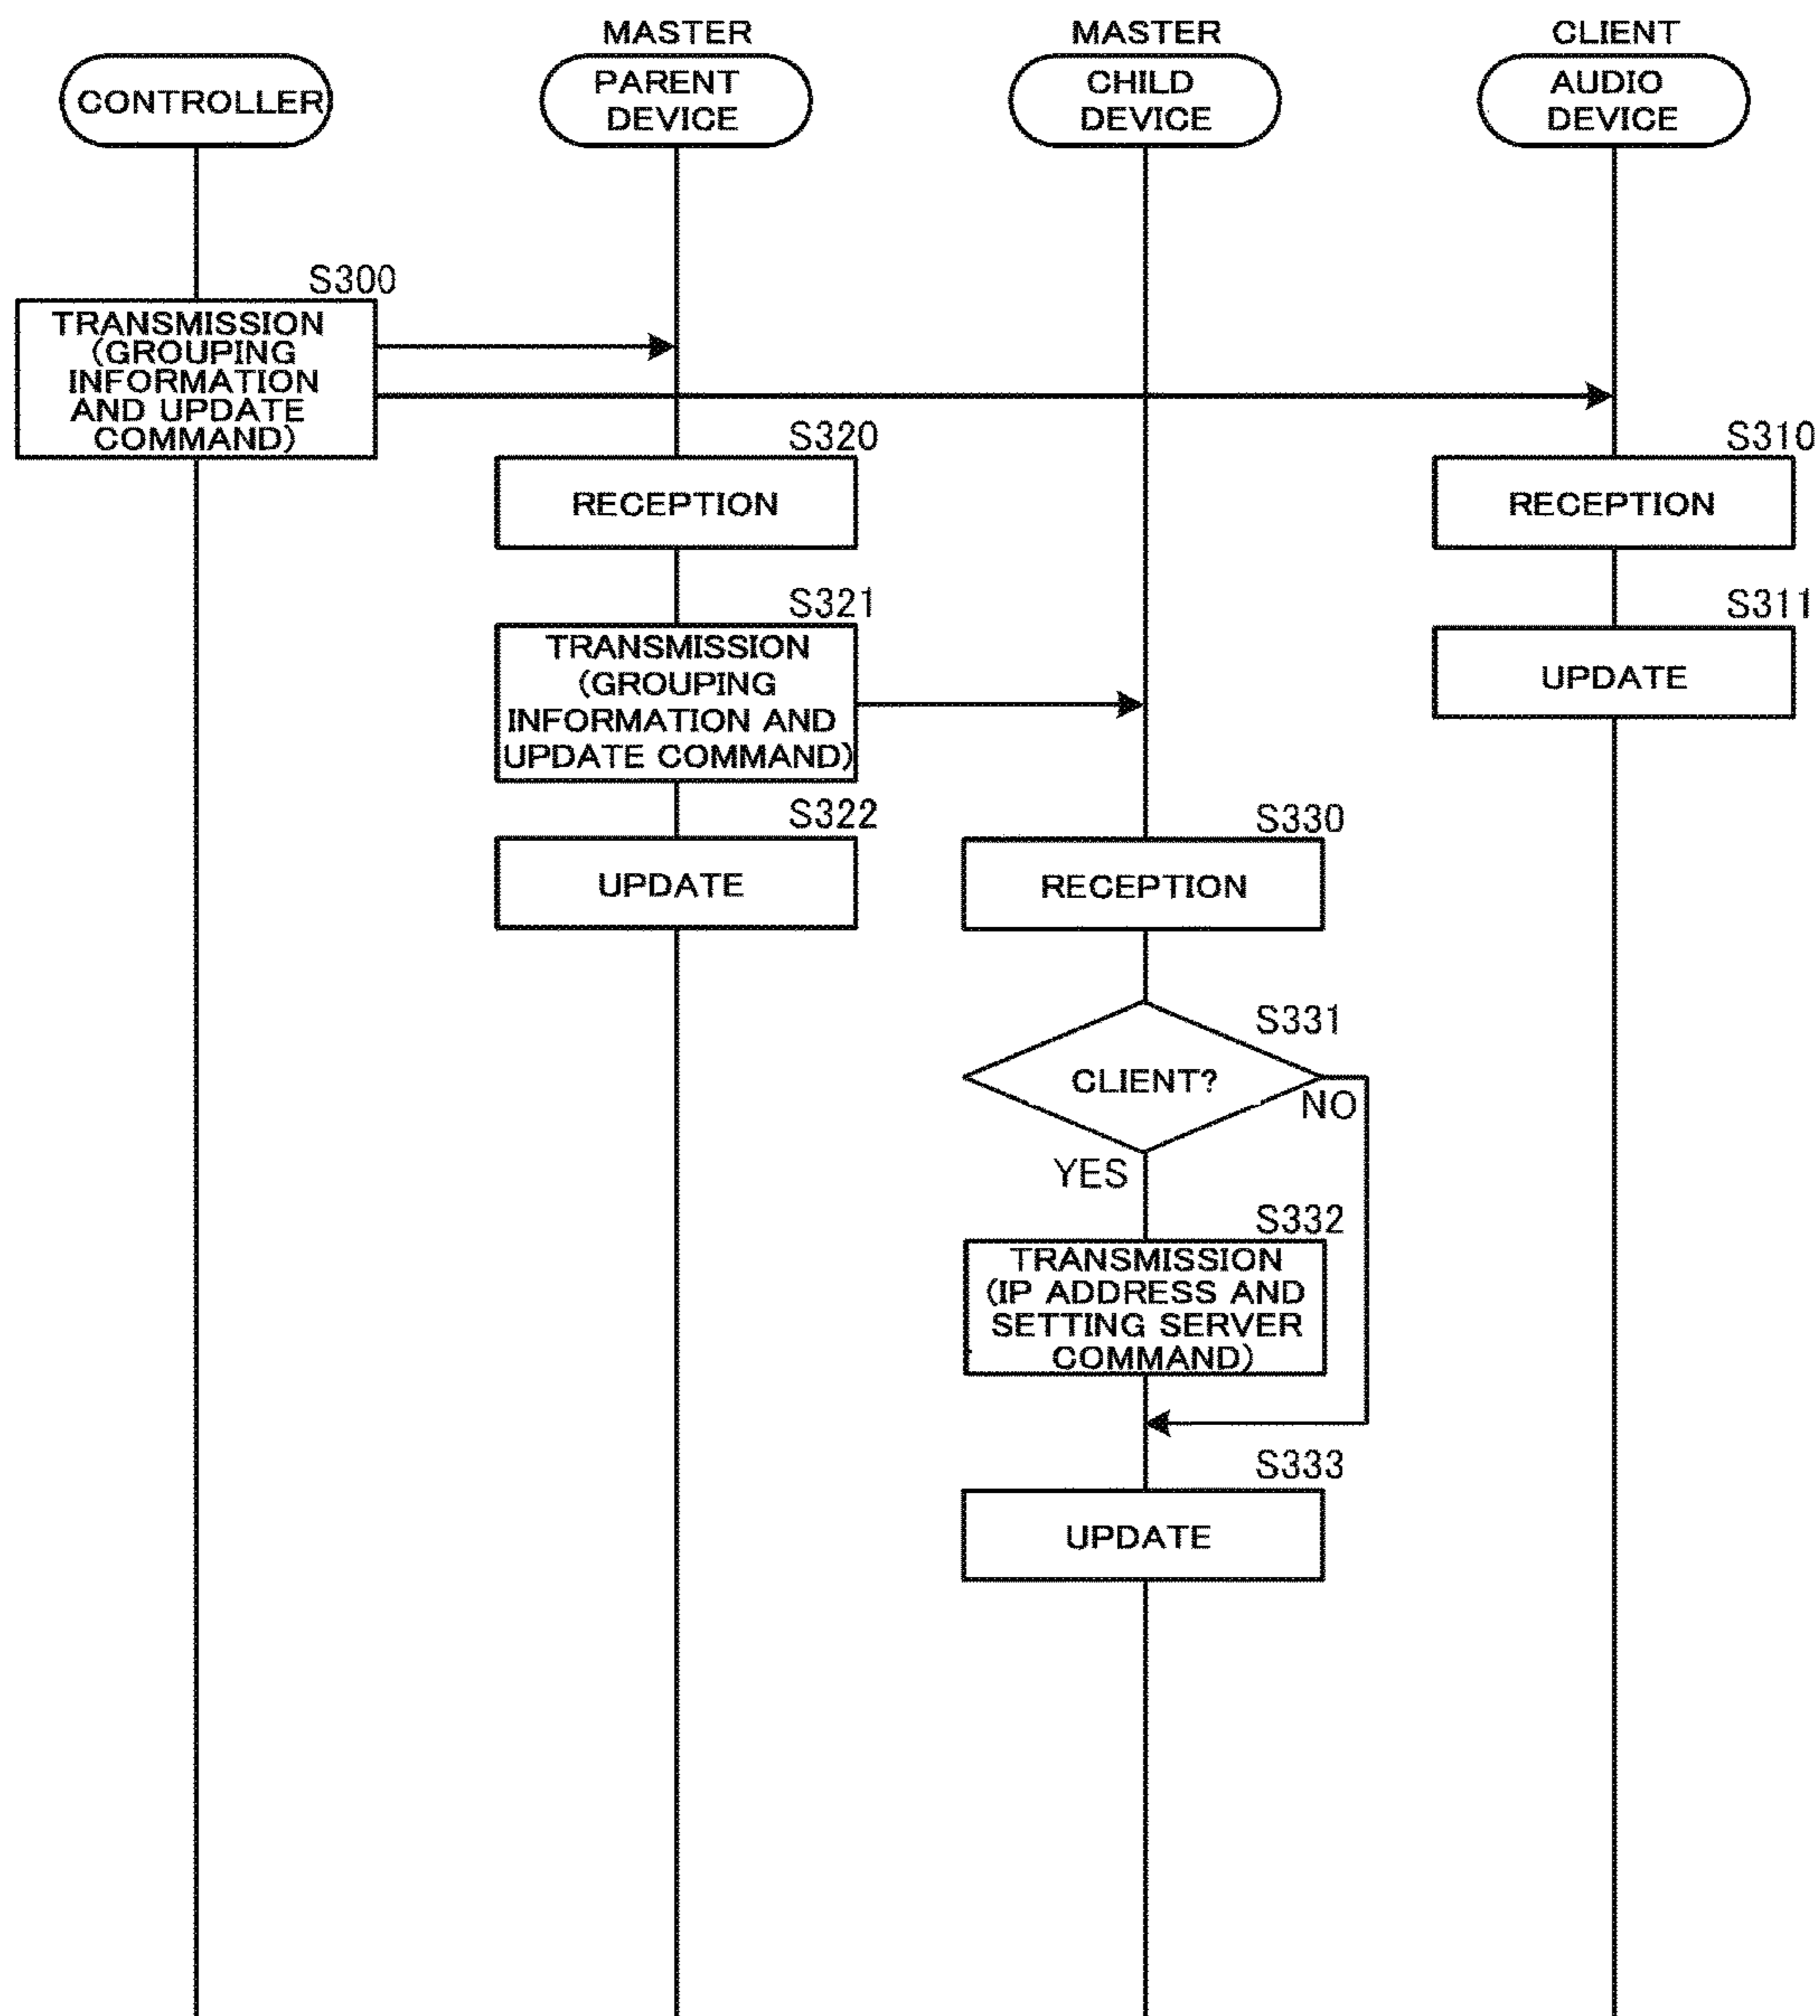 MASTER
MASTER
CLIENT
CONTROLLER
PARENT
DEVICE
CHILD
DEVICE
AUDIO
DEVICE
S300
TRANSMISSION
(GROUPING
INFORMATION
AND UPDATE
COMMAND)
S320
RECEPTION
S310
RECEPTION
S321
TRANSMISSION
(GROUPING
INFORMATION AND
UPDATE COMMAND)
S311
UPDATE
S322
UPDATE
S330
RECEPTION
S331
CLIENT?
NO
YES
S332
TRANSMISSION
(IP ADDRESS AND
SETTING SERVER
COMMAND)
S333
UPDATE